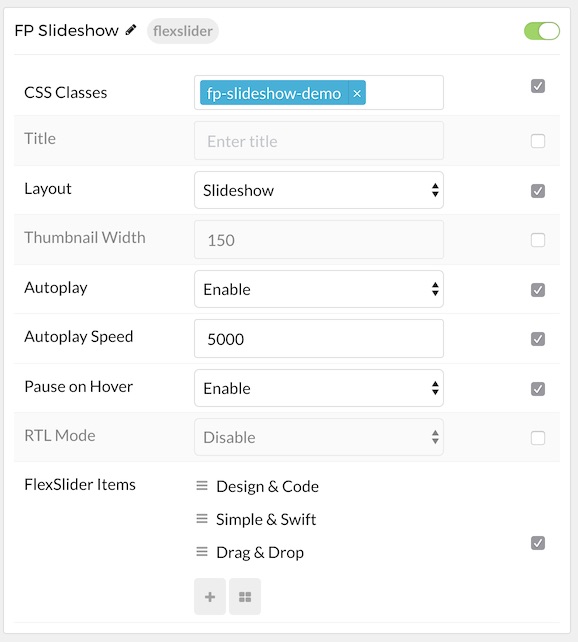 FP Slideshow flexslider
CSS Classes fp-slideshow-demo ×
Title Enter title
Layout Slideshow
Thumbnail Width 150
Autoplay Enable
Autoplay Speed 5000
Pause on Hover Enable
RTL Mode Disable
FlexSlider Items Design & Code
Simple & Swift
Drag & Drop